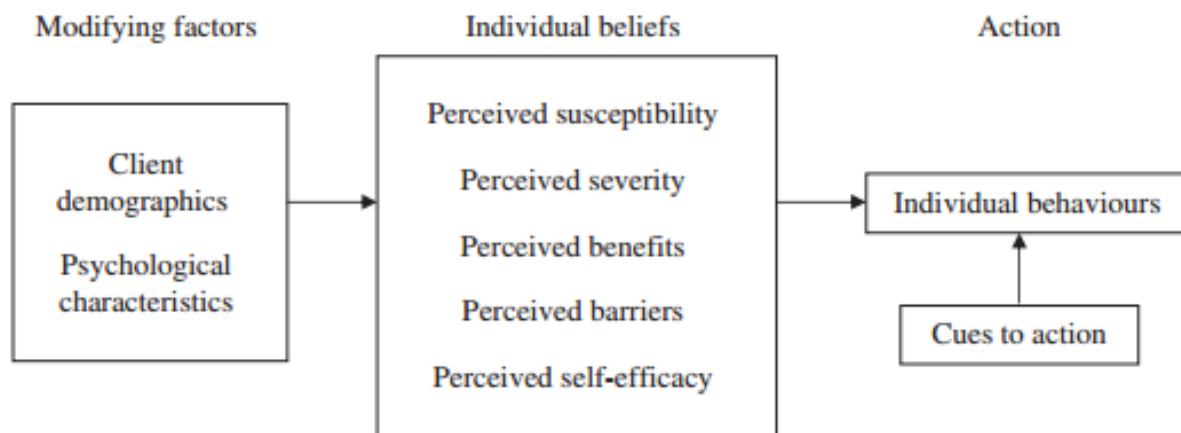 Modifying factors
Individual beliefs
Action
Client
demographics
Psychological
characteristics
Perceived susceptibility
Perceived severity
Perceived benefits
Perceived barriers
Perceived self-efficacy
Individual behaviours
Cues to action